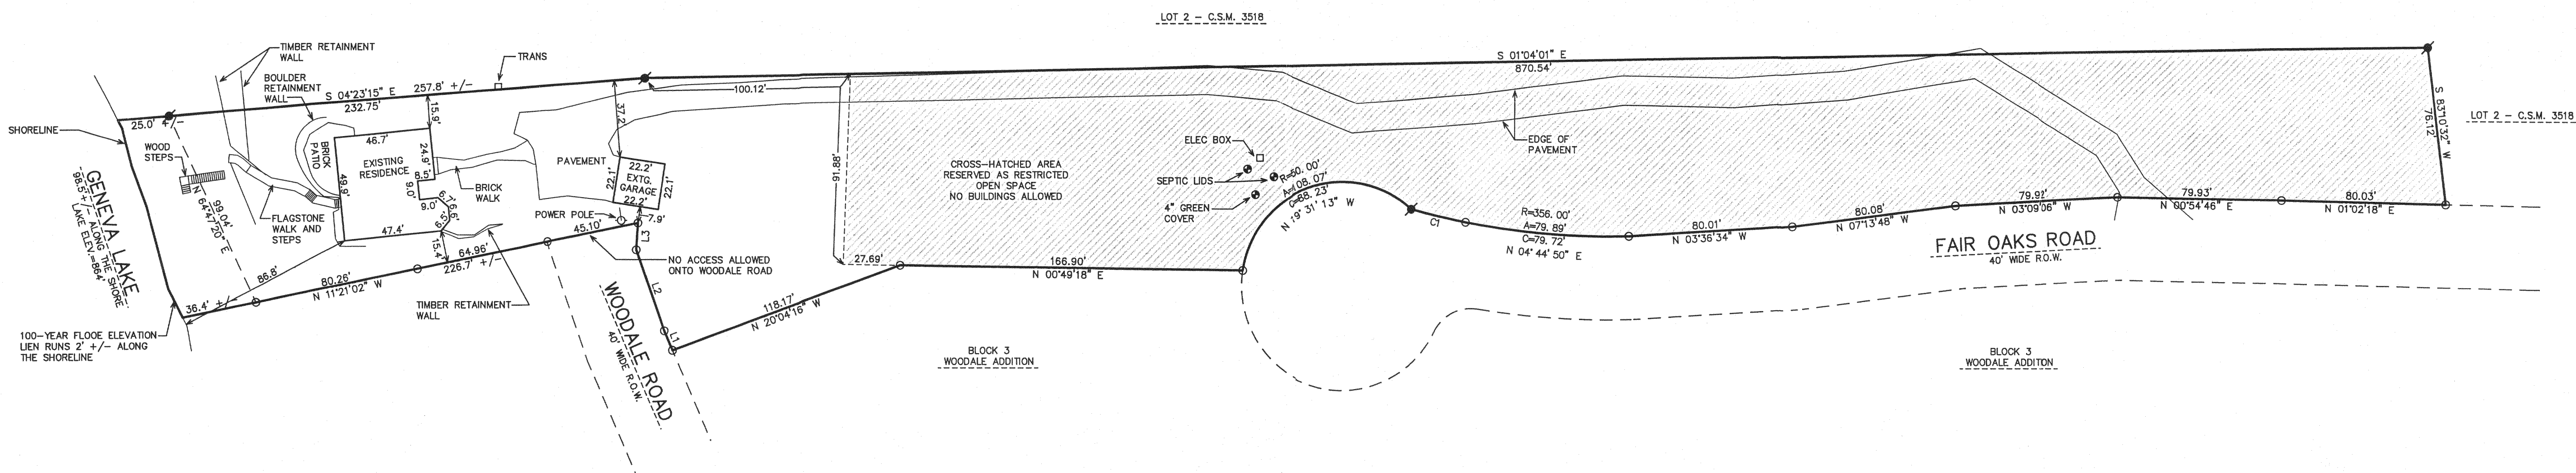 LOT 2 - C.S.M. 3518
TIMBER RETAINMENT
WALL
BOULDER
RETAINMENT
WALL
TRANS
S 04°23'15" E
257.8' +/-
232.75'
S 01°04'01" E
870.54'
100.12'
SHORELINE
25.0' +/-
WOOD
STEPS
BRICK
PATIO
46.7'
15.9'
EXISTING
RESIDENCE
24.9'
8.5'
9.0'
9.0'
6.7'
6.6'
6.5'
49.9'
47.4'
15.4'
BRICK
WALK
PAVEMENT
37.2'
22.2'
22.1'
EXTG.
GARAGE
22.1'
22.2'
7.9'
POWER POLE
GENEVA LAKE
98.5'+/- ALONG THE SHORE
LAKE ELEV.=864'
99.04'
N 64°47'20" E
FLAGSTONE
WALK AND
STEPS
86.8'
36.4' +/-
80.26'
N 11°21'02" W
64.96'
226.7' +/-
45.10'
L3
L2
L1
NO ACCESS ALLOWED
ONTO WOODALE ROAD
TIMBER RETAINMENT
WALL
100-YEAR FLOOE ELEVATION
LIEN RUNS 2' +/- ALONG
THE SHORELINE
WOODALE ROAD
40' WIDE R.O.W.
118.17'
N 20°04'16" W
91.88'
27.69'
166.90'
N 00°49'18" E
CROSS-HATCHED AREA
RESERVED AS RESTRICTED
OPEN SPACE
NO BUILDINGS ALLOWED
ELEC BOX
SEPTIC LIDS
4" GREEN
COVER
R=60.00'
A=108.07'
C=88.23'
N 19°31'13" W
EDGE OF
PAVEMENT
C1
R=356.00'
A=79.89'
C=79.72'
N 04°44'50" E
80.01'
N 03°36'34" W
80.08'
N 07°13'48" W
79.92'
N 03°09'06" W
79.93'
N 00°54'46" E
80.03'
N 01°02'18" E
S 83°10'32" W
76.12'
LOT 2 - C.S.M. 3518
FAIR OAKS ROAD
40' WIDE R.O.W.
BLOCK 3
WOODALE ADDITION
BLOCK 3
WOODALE ADDITON